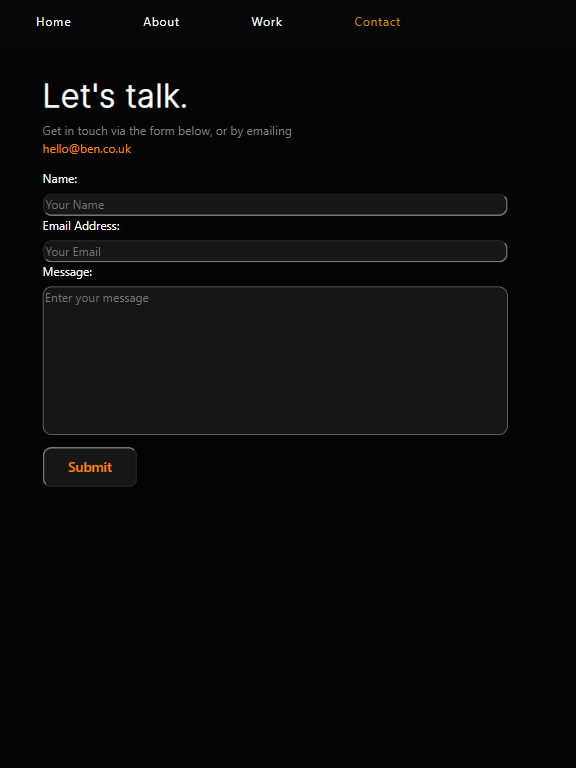 Home About Work Contact
Let's talk.
Get in touch via the form below, or by emailing
hello@ben.co.uk
Name:
Your Name
Email Address:
Your Email
Message:
Enter your message
Submit